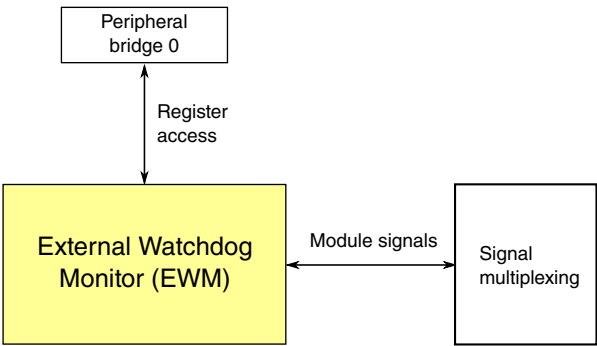 Peripheral
bridge 0
Register
access
External Watchdog
Monitor (EWM)
Module signals
Signal
multiplexing